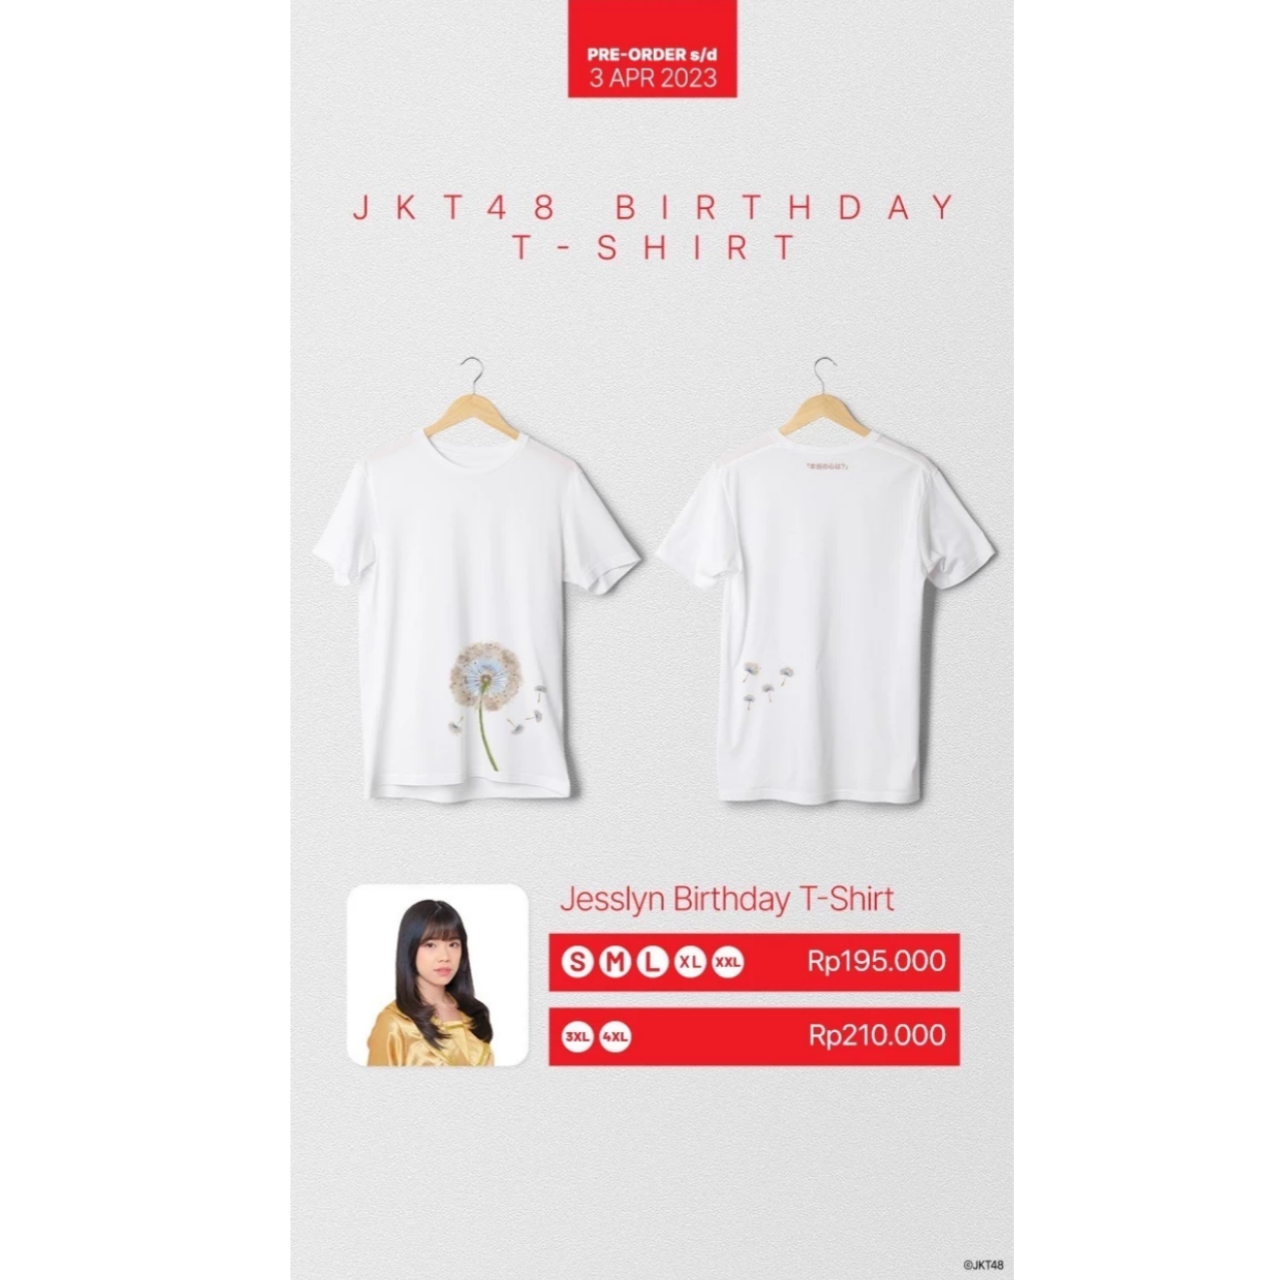 PRE-ORDER s/d
3 APR 2023
JKT48 BIRTHDAY
T-SHIRT
Jesslyn Birthday T-Shirt
S M L XL XXL Rp195.000
3XL 4XL Rp210.000
©JKT48